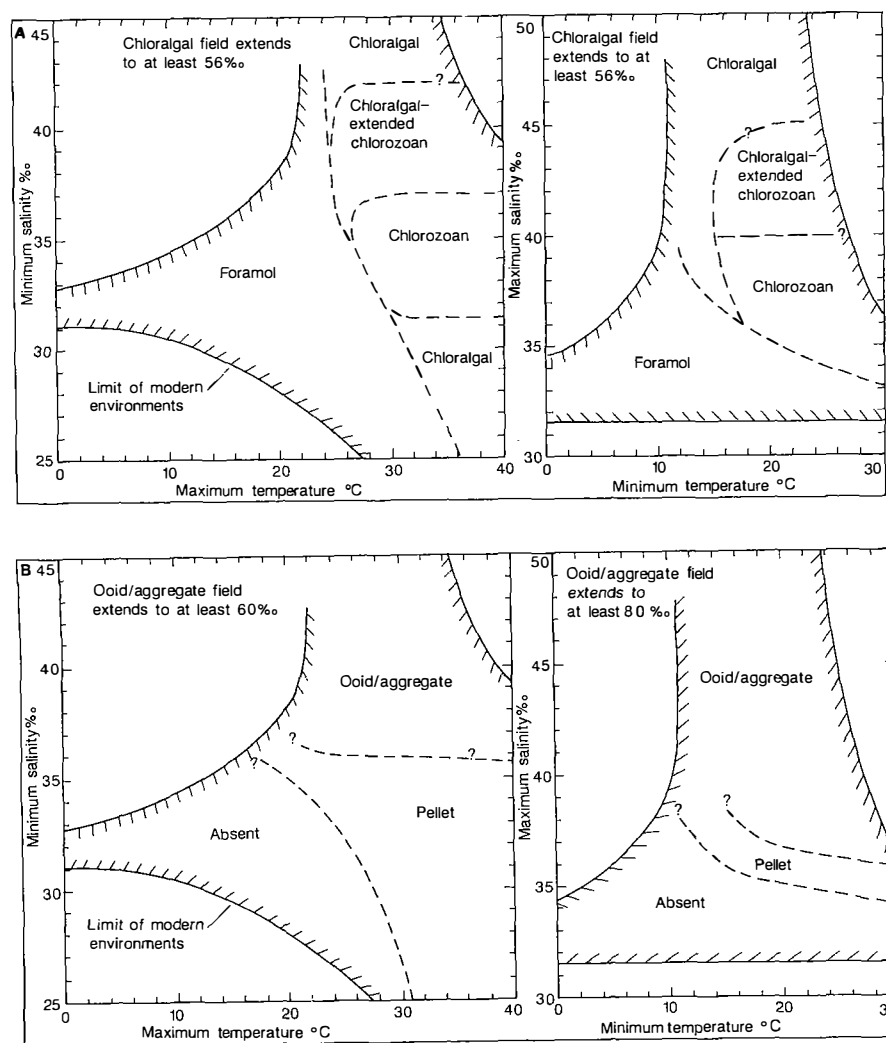 A
45
Chloralgal field extends
to at least 56‰
Chloralgal
?
Chloralgal-
extended
chlorozoan
40
Minimum salinity ‰
35
Chlorozoan
Foramol
30
Chloralgal
Limit of modern
environments
25
0
10
20
30
40
Maximum temperature °C
50
Chloralgal field
extends to at
least 56‰
Chloralgal
45
?
Chloralgal-
extended
chlorozoan
Maximum salinity ‰
40
?
Chlorozoan
35
Foramol
30
0
10
20
30
Minimum temperature °C
B
45
Ooid/aggregate field
extends to at least 60‰
40
Ooid/aggregate
Minimum salinity‰
?
?
35
?
Pellet
Absent
30
Limit of modern
environments
25
0
10
20
30
40
Maximum temperature °C
50
Ooid/aggregate field
extends to
at least 80‰
45
Ooid/aggregate
Maximum salinity‰
40
?
?
Pellet
35
Absent
30
0
10
20
Minimum temperature °C